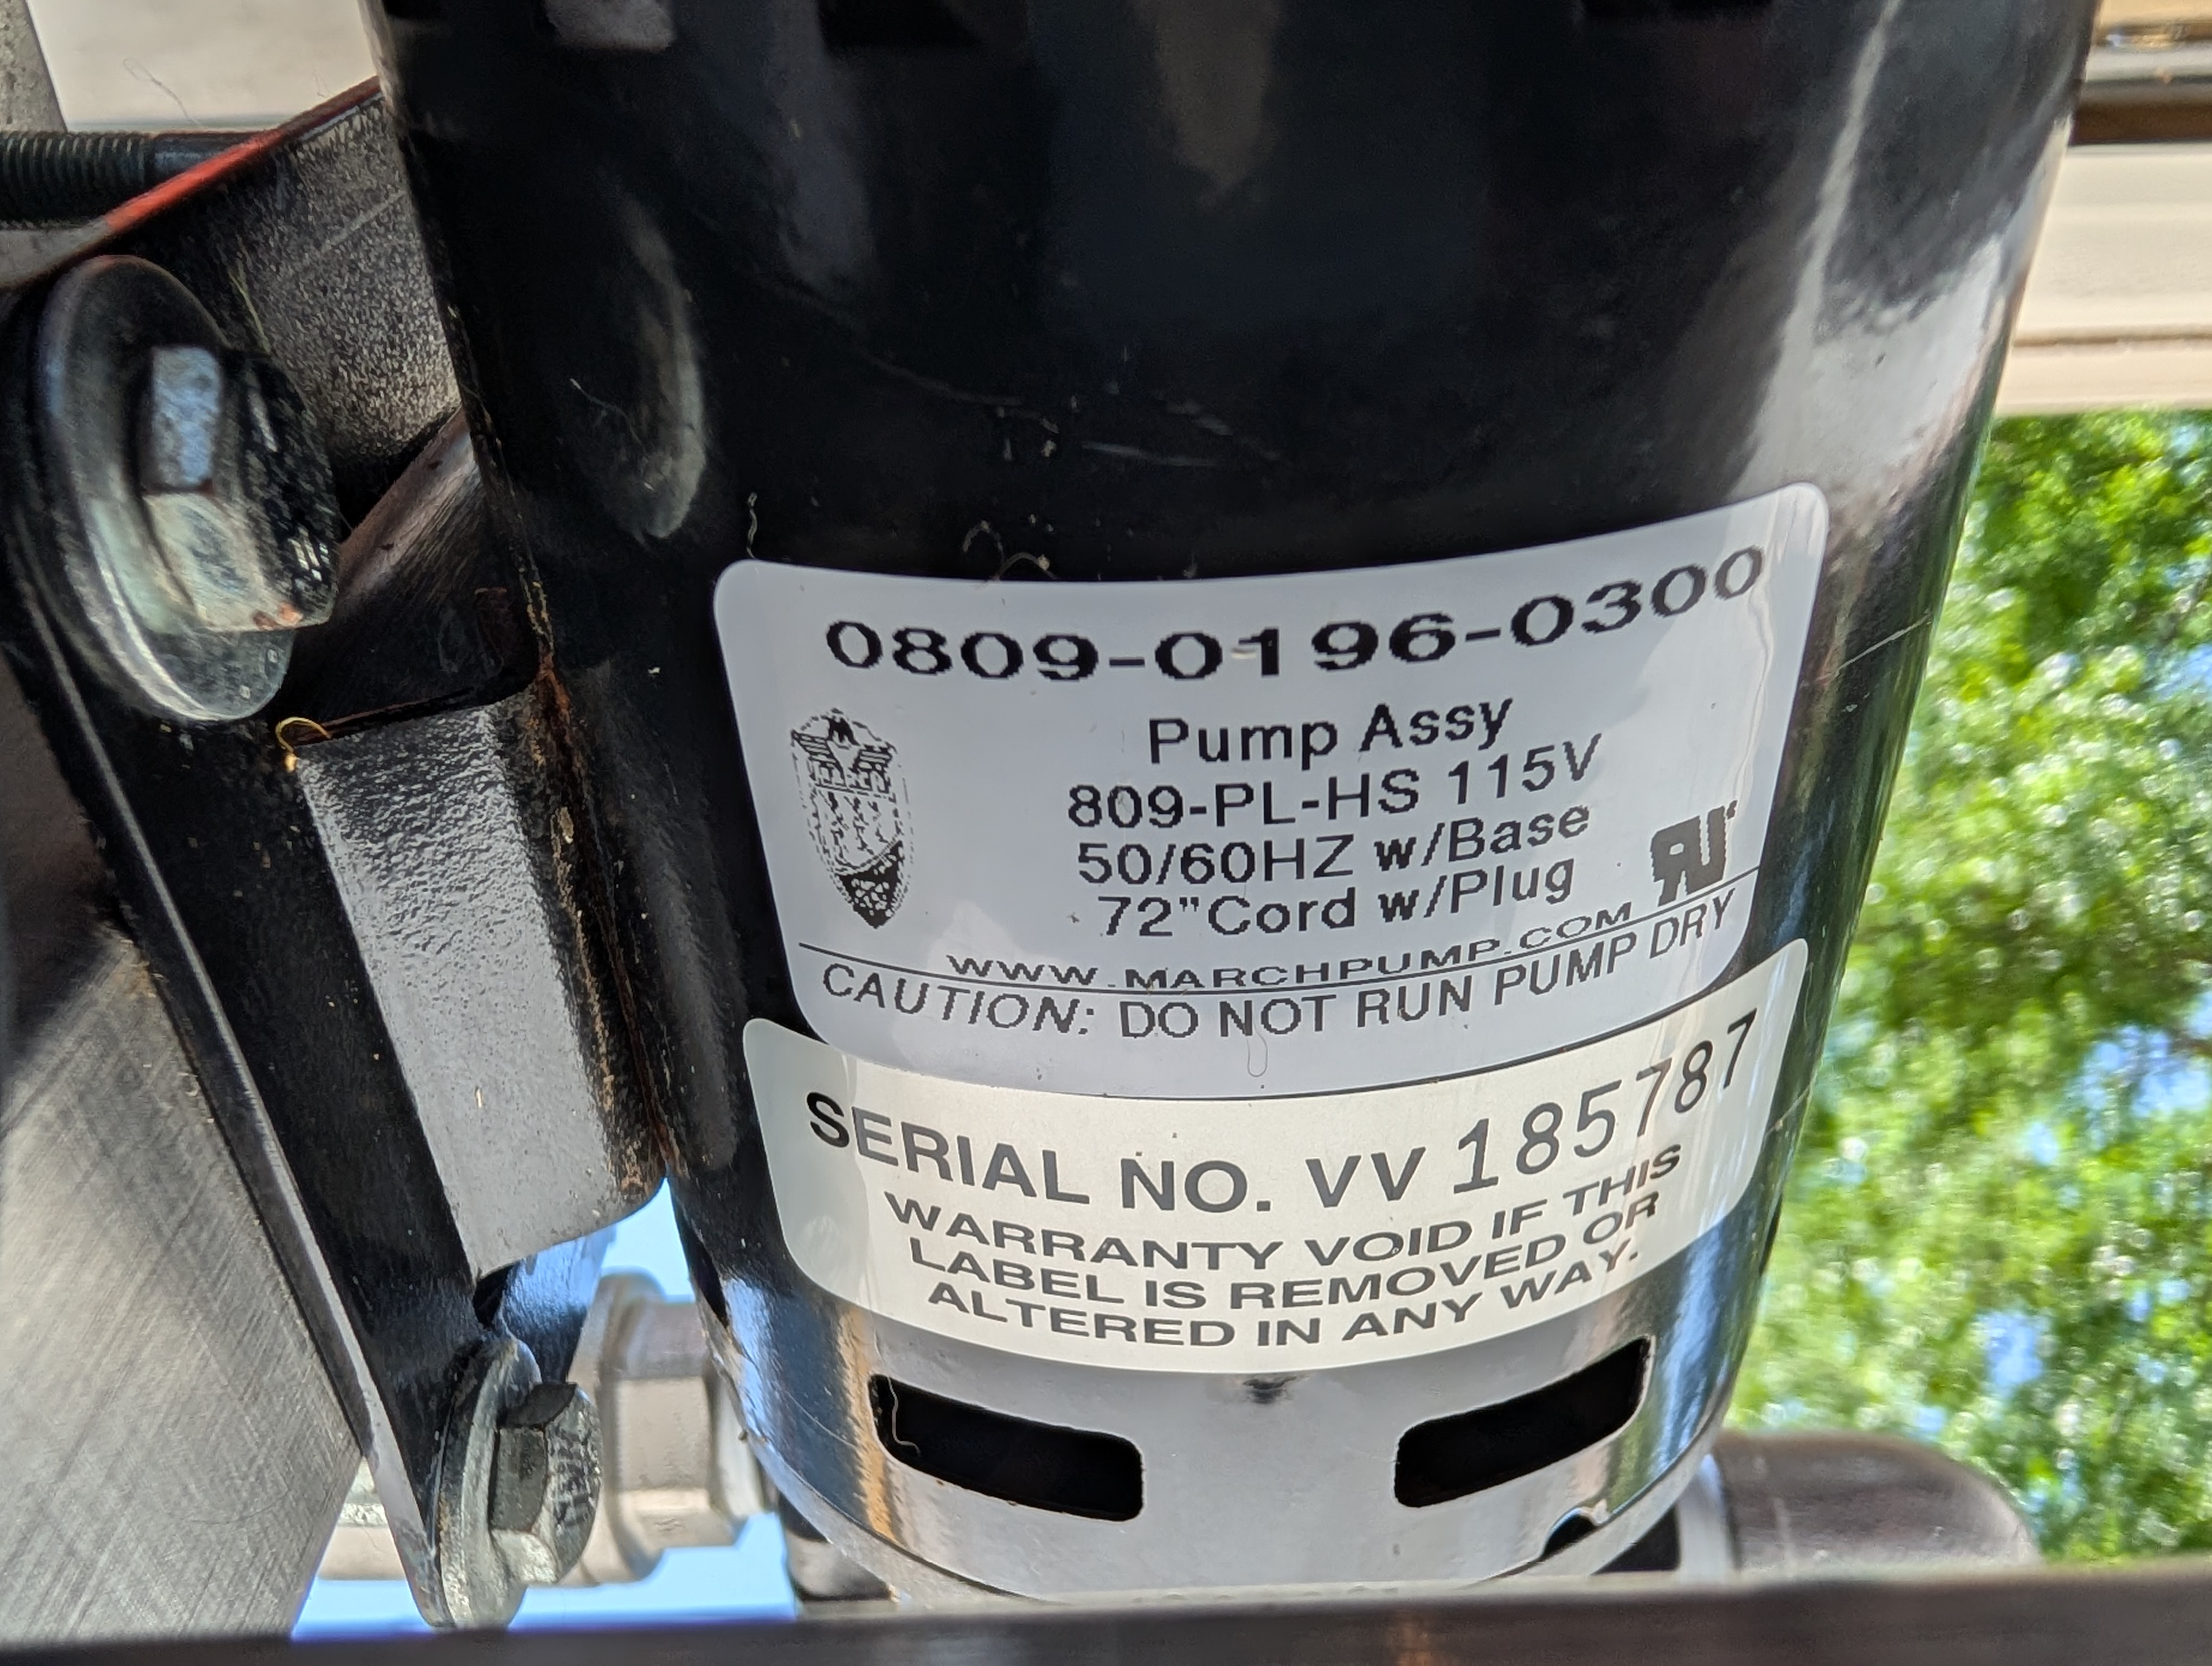 0809-0196-0300
Pump Assy
809-PL-HS 115V
50/60HZ w/Base
72"Cord w/Plug
WWW.MARCHPUMP.COM
CAUTION: DO NOT RUN PUMP DRY
SERIAL NO. VV 185787
WARRANTY VOID IF THIS
LABEL IS REMOVED OR
ALTERED IN ANY WAY.